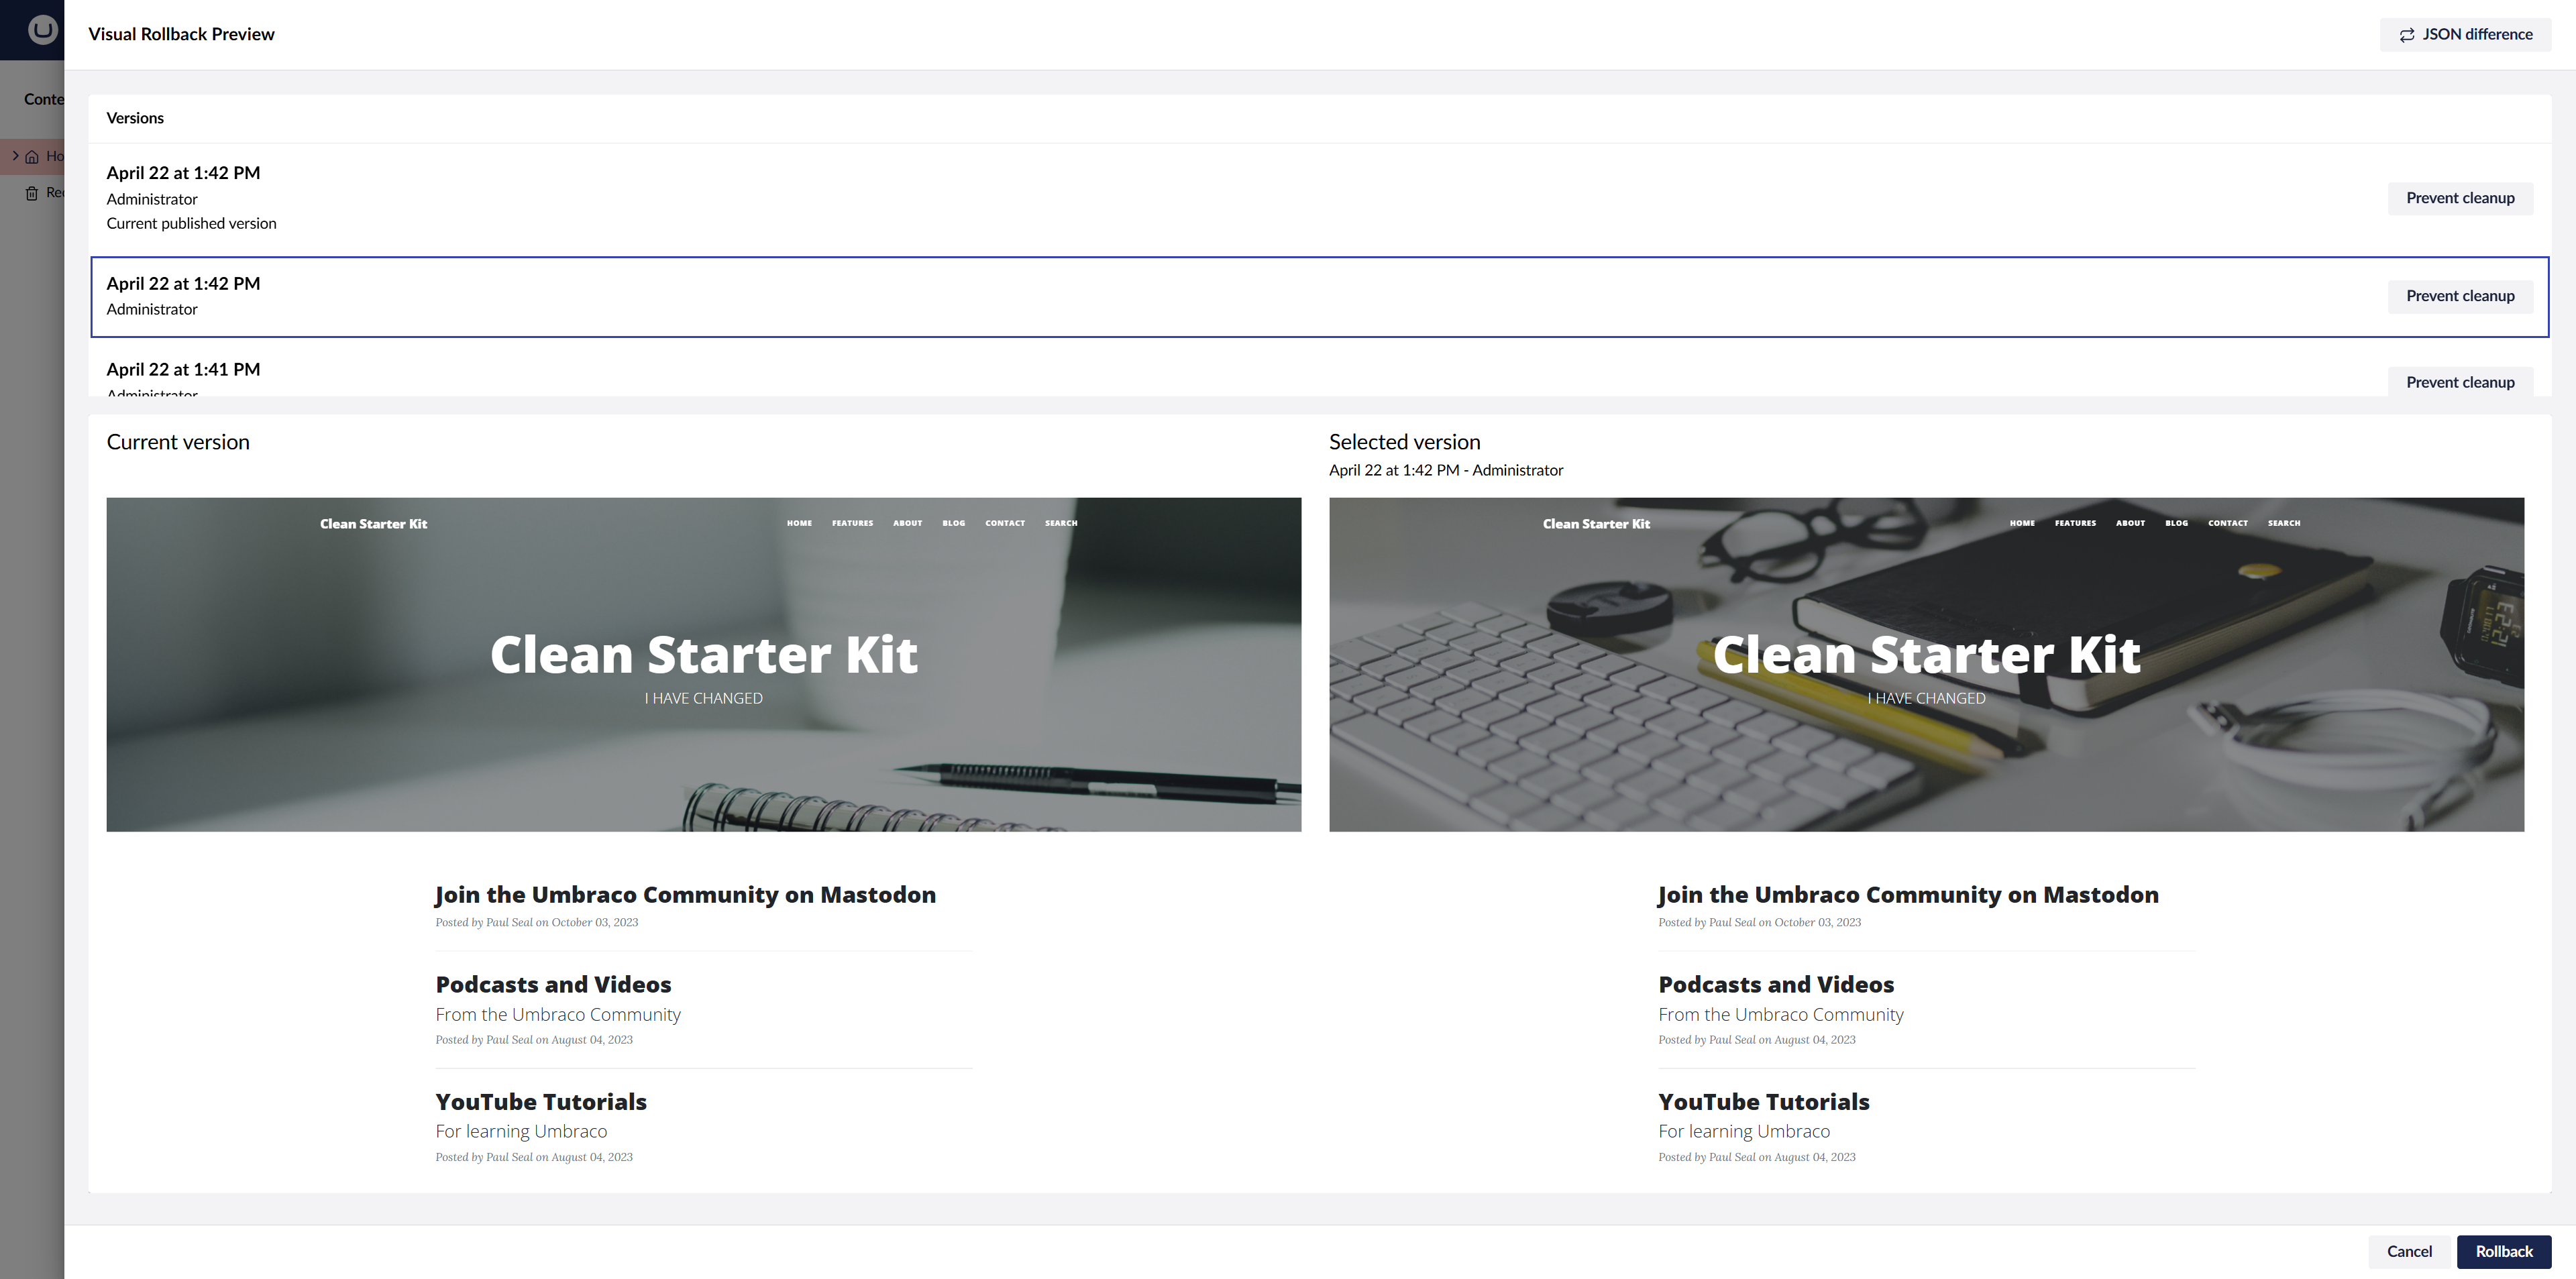 Visual Rollback Preview
JSON difference
Conte
Ho
Rec
Versions
April 22 at 1:42 PM
Administrator
Current published version
Prevent cleanup
April 22 at 1:42 PM
Administrator
Prevent cleanup
April 22 at 1:41 PM
Administrator
Prevent cleanup
Current version
Clean Starter Kit
HOME FEATURES ABOUT BLOG CONTACT SEARCH
Clean Starter Kit
I HAVE CHANGED
Join the Umbraco Community on Mastodon
Posted by Paul Seal on October 03, 2023
Podcasts and Videos
From the Umbraco Community
Posted by Paul Seal on August 04, 2023
YouTube Tutorials
For learning Umbraco
Posted by Paul Seal on August 04, 2023
Selected version
April 22 at 1:42 PM - Administrator
Clean Starter Kit
HOME FEATURES ABOUT BLOG CONTACT SEARCH
Clean Starter Kit
I HAVE CHANGED
Join the Umbraco Community on Mastodon
Posted by Paul Seal on October 03, 2023
Podcasts and Videos
From the Umbraco Community
Posted by Paul Seal on August 04, 2023
YouTube Tutorials
For learning Umbraco
Posted by Paul Seal on August 04, 2023
Cancel
Rollback